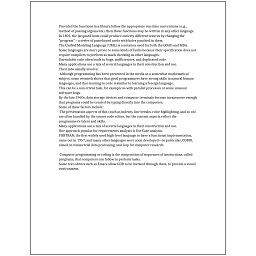 Provided the functions in a library follow the appropriate run-time conventions (e.g.,
method of passing arguments), then these functions may be written in any other language.
In 1801, the Jacquard loom could produce entirely different weaves by changing the
"program" – a series of pasteboard cards with holes punched in them.
The Unified Modeling Language (UML) is a notation used for both the OOAD and MDA.
Some languages are more prone to some kinds of faults because their specification does not
require compilers to perform as much checking as other languages.
Unreadable code often leads to bugs, inefficiencies, and duplicated code.
Many applications use a mix of several languages in their construction and use.
Their jobs usually involve:
Although programming has been presented in the media as a somewhat mathematical
subject, some research shows that good programmers have strong skills in natural human
languages, and that learning to code is similar to learning a foreign language.
This can be a non-trivial task, for example as with parallel processes or some unusual
software bugs.
By the late 1960s, data storage devices and computer terminals became inexpensive enough
that programs could be created by typing directly into the computers.
Some of these factors include:
The presentation aspects of this (such as indents, line breaks, color highlighting, and so on)
are often handled by the source code editor, but the content aspects reflect the
programmer's talent and skills.
Many applications use a mix of several languages in their construction and use.
One approach popular for requirements analysis is Use Case analysis.
FORTRAN, the first widely used high-level language to have a functional implementation,
came out in 1957, and many other languages were soon developed—in particular, COBOL
aimed at commercial data processing, and Lisp for computer research.
Computer programming or coding is the composition of sequences of instructions, called
programs, that computers can follow to perform tasks.
Some text editors such as Emacs allow GDB to be invoked through them, to provide a visual
environment.